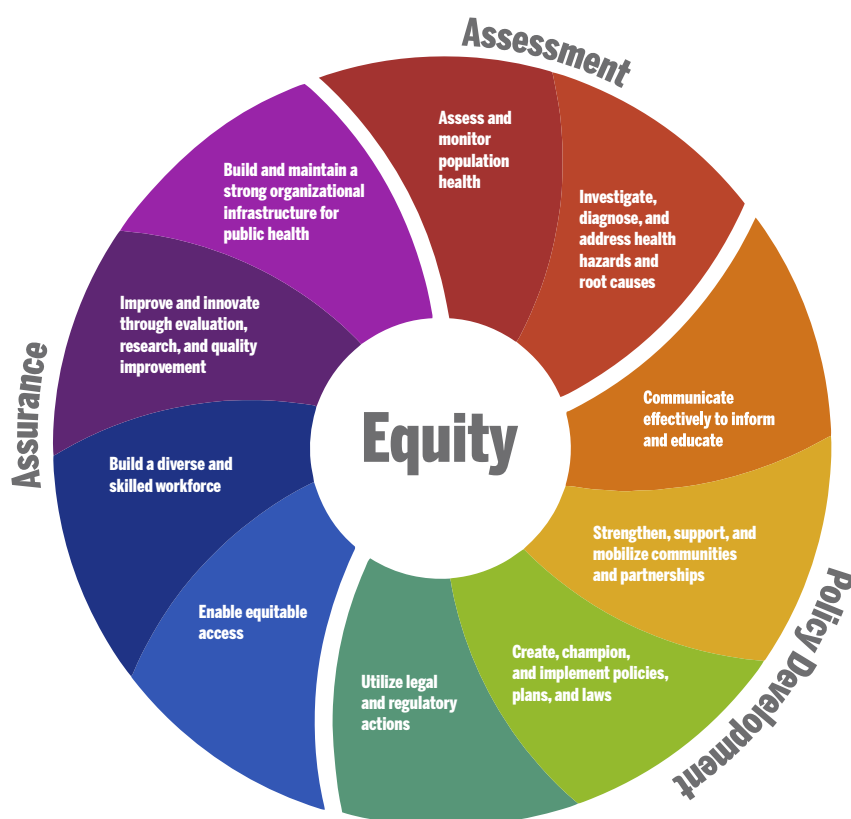 Assessment
Assess and
monitor
population
health
Investigate,
diagnose, and
address health
hazards and
root causes
Communicate
effectively to inform
and educate
Strengthen, support, and
mobilize communities
and partnerships
Policy Development
Create, champion,
and implement policies,
plans, and laws
Utilize legal
and regulatory
actions
Enable equitable
access
Build a diverse and
skilled workforce
Assurance
Improve and innovate
through evaluation,
research, and quality
improvement
Build and maintain a
strong organizational
infrastructure for
public health
Equity